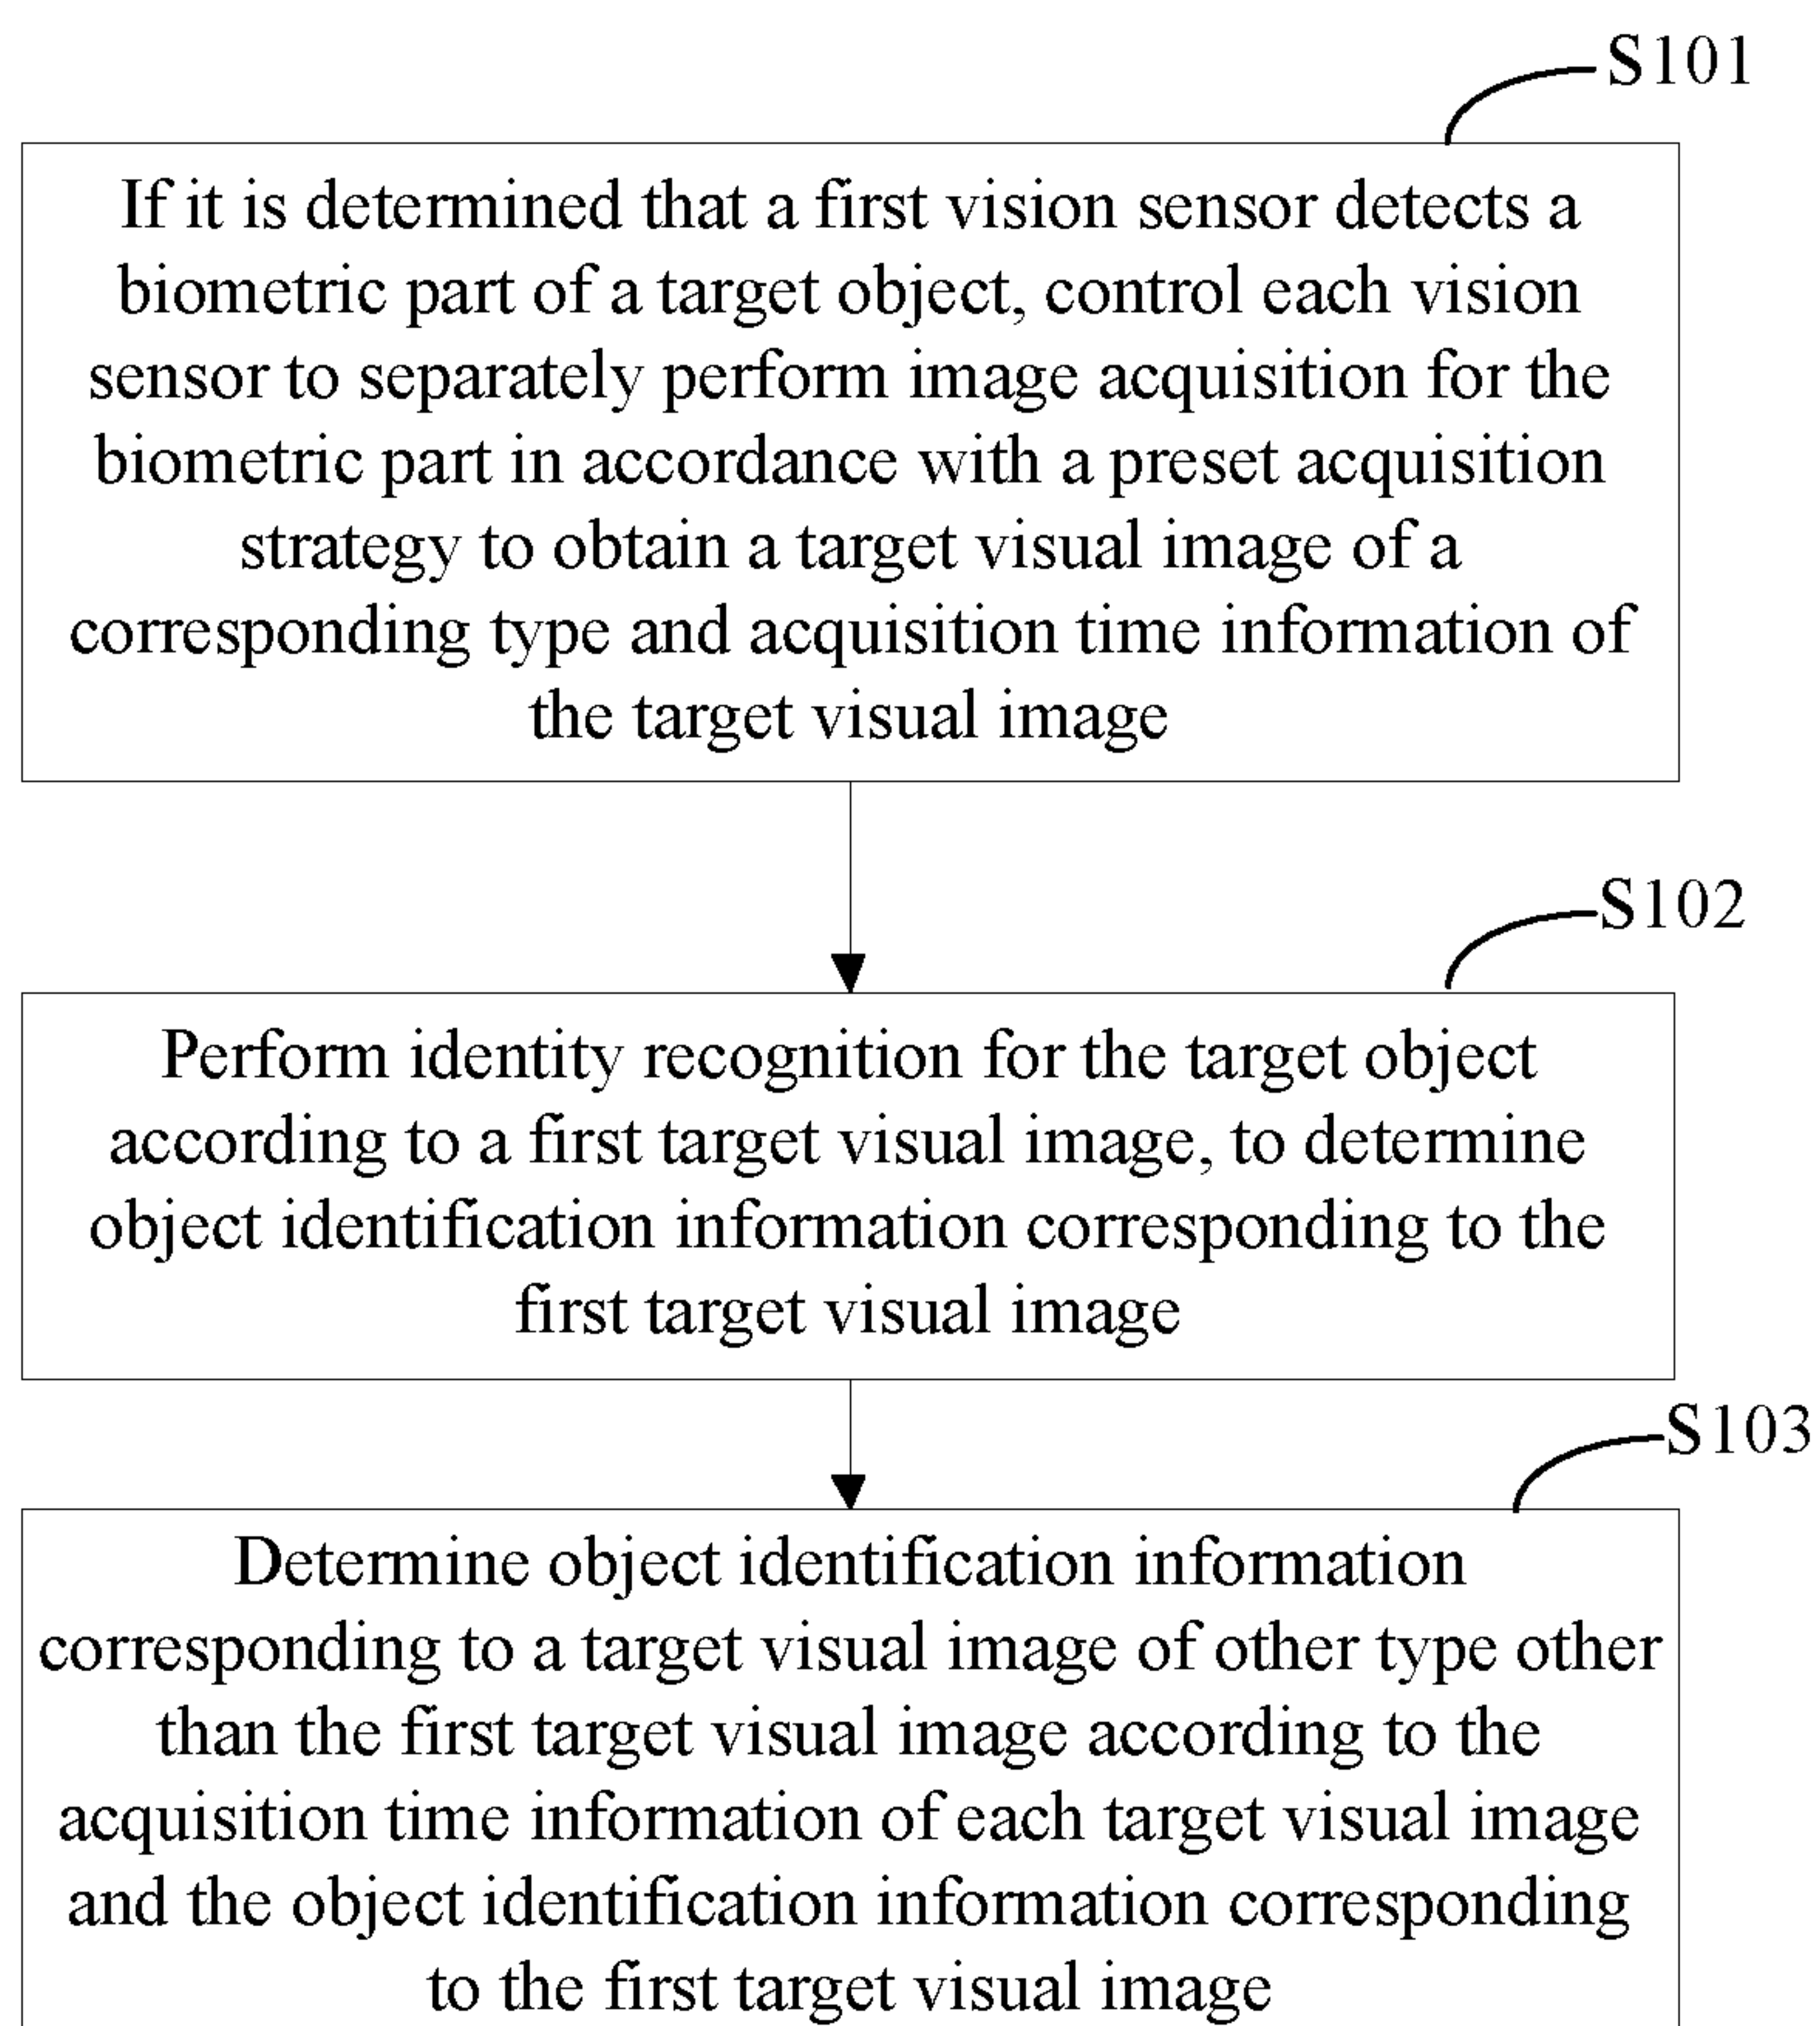 S101
If it is determined that a first vision sensor detects a
biometric part of a target object, control each vision
sensor to separately perform image acquisition for the
biometric part in accordance with a preset acquisition
strategy to obtain a target visual image of a
corresponding type and acquisition time information of
the target visual image
S102
Perform identity recognition for the target object
according to a first target visual image, to determine
object identification information corresponding to the
first target visual image
S103
Determine object identification information
corresponding to a target visual image of other type other
than the first target visual image according to the
acquisition time information of each target visual image
and the object identification information corresponding
to the first target visual image